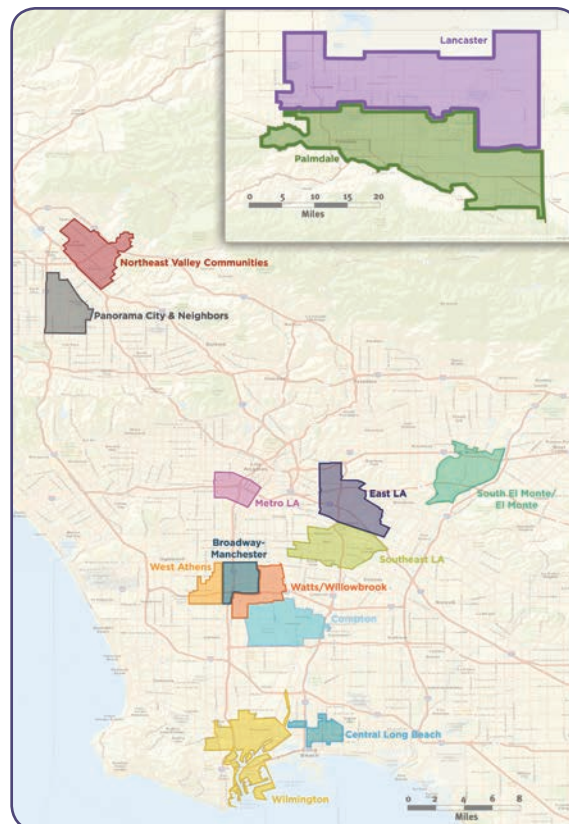 Lancaster
Palmdale
0 5 10 15 20
Miles
Northeast Valley Communities
Panorama City & Neighbors
Metro LA
East LA
South El Monte/
El Monte
Broadway-
Manchester
Southeast LA
West Athens
Watts/Willowbrook
Compton
Central Long Beach
Wilmington
0 2 4 6 8
Miles